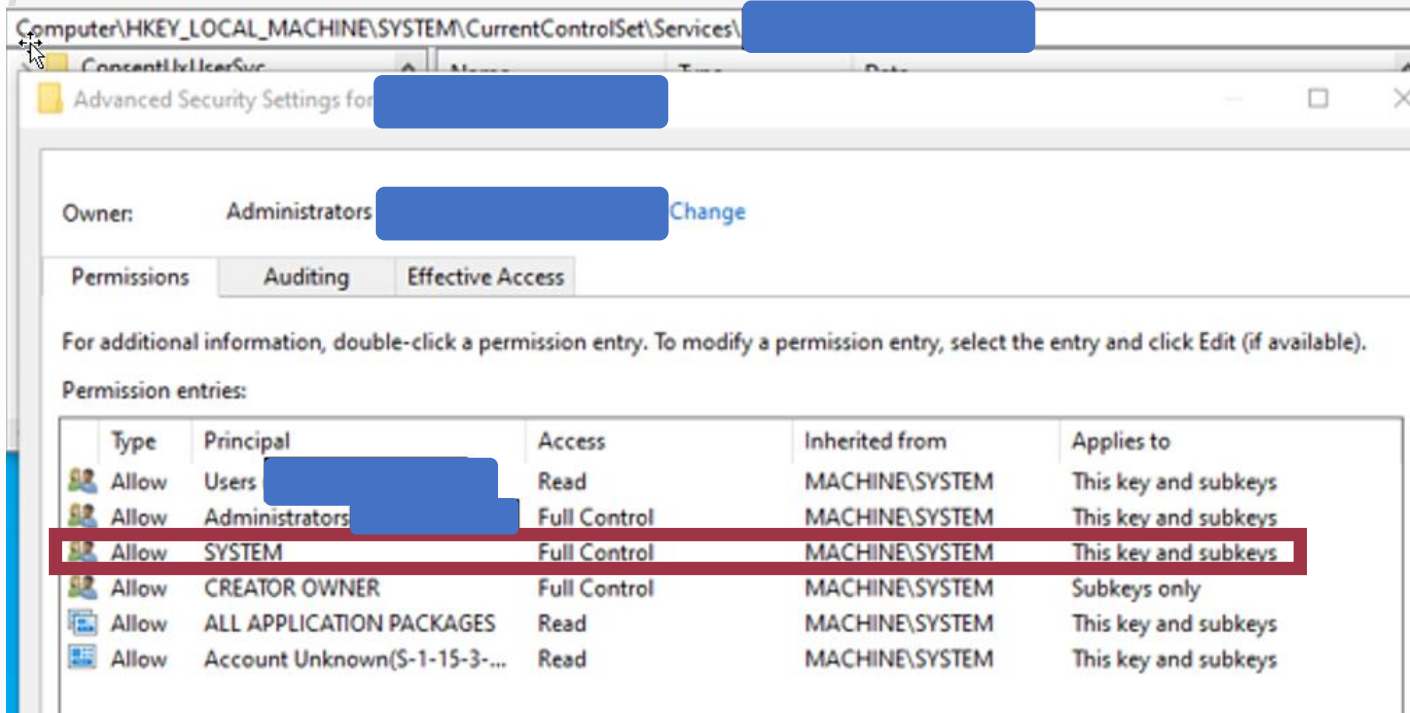 Computer\HKEY_LOCAL_MACHINE\SYSTEM\CurrentControlSet\Services\
ConsentUxUserSvc Name Type Data
Advanced Security Settings for
Owner: Administrators Change
Permissions Auditing Effective Access
For additional information, double-click a permission entry. To modify a permission entry, select the entry and click Edit (if available).
Permission entries:
Type Principal Access Inherited from Applies to
Allow Users Read MACHINE\SYSTEM This key and subkeys
Allow Administrators Full Control MACHINE\SYSTEM This key and subkeys
Allow SYSTEM Full Control MACHINE\SYSTEM This key and subkeys
Allow CREATOR OWNER Full Control MACHINE\SYSTEM Subkeys only
Allow ALL APPLICATION PACKAGES Read MACHINE\SYSTEM This key and subkeys
Allow Account Unknown(S-1-15-3-... Read MACHINE\SYSTEM This key and subkeys